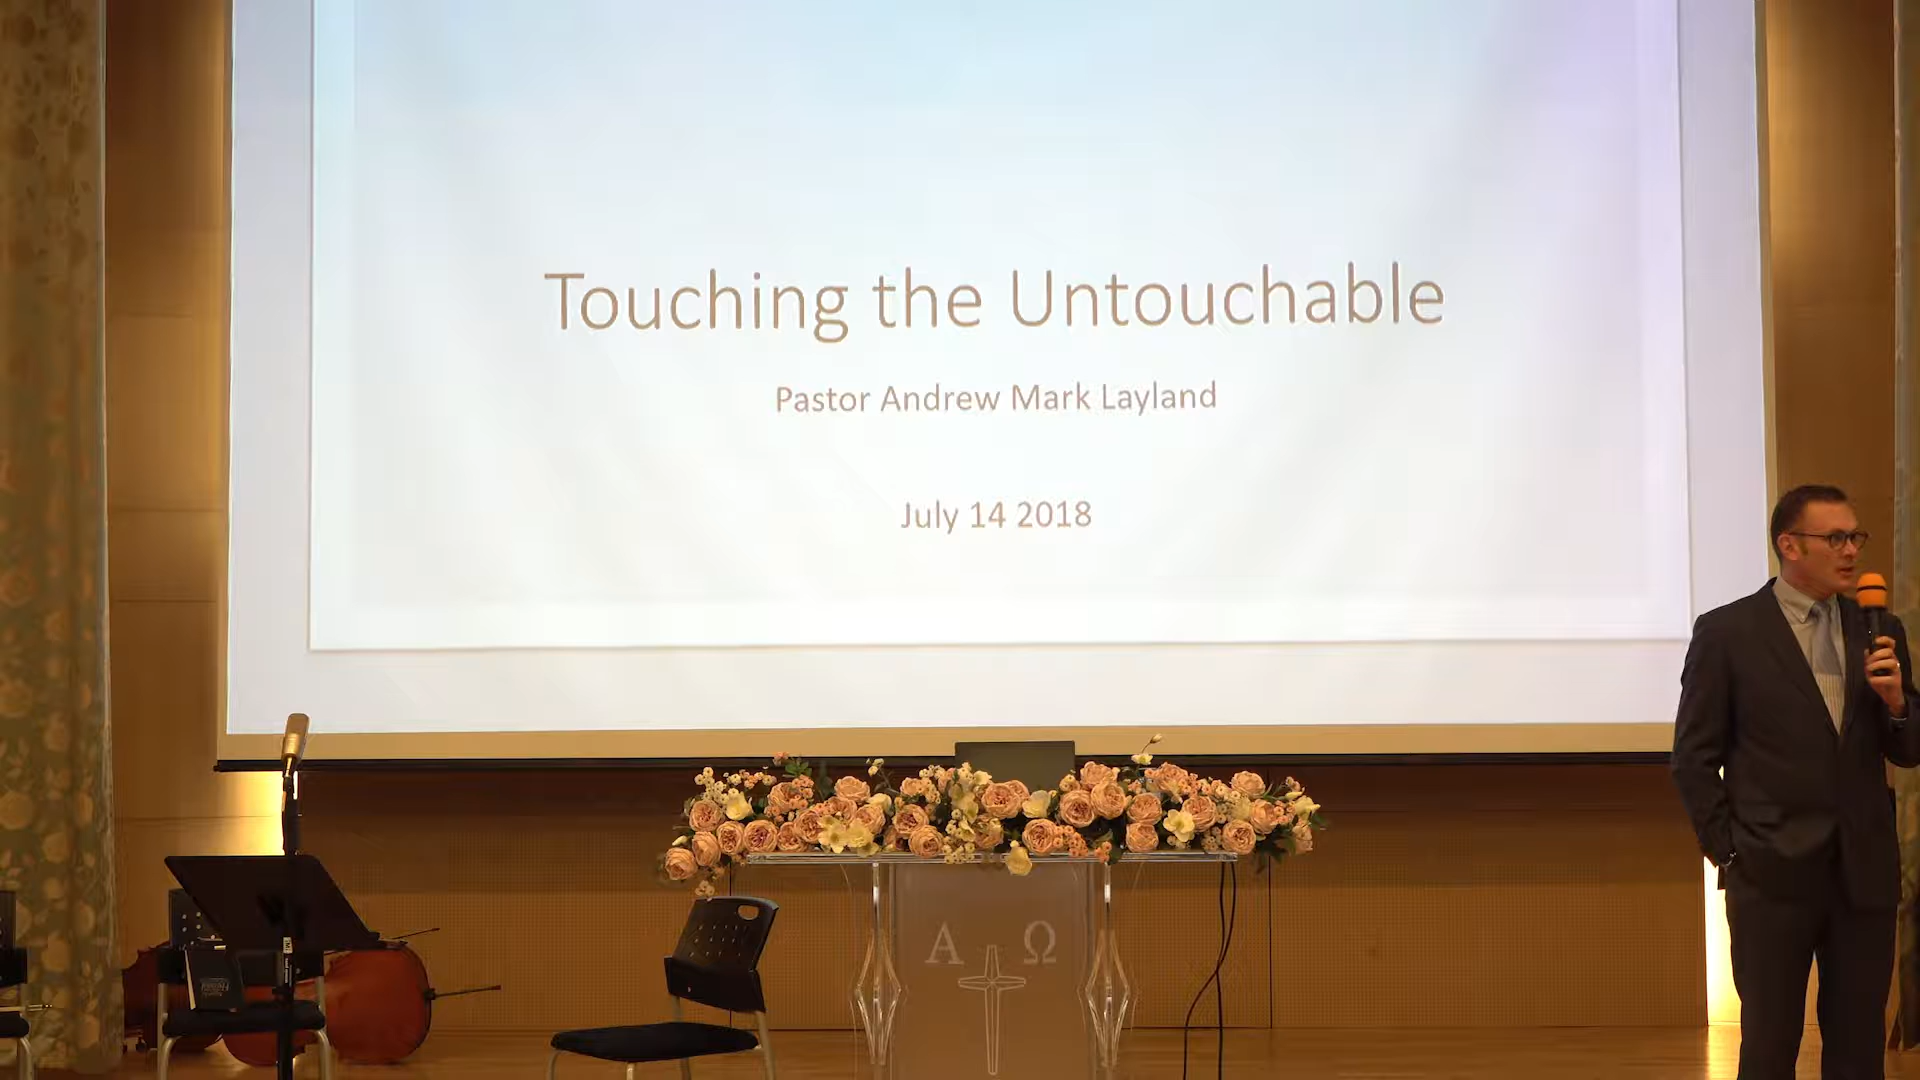 Touching the Untouchable
Pastor Andrew Mark Layland
July 14 2018
Α Ω